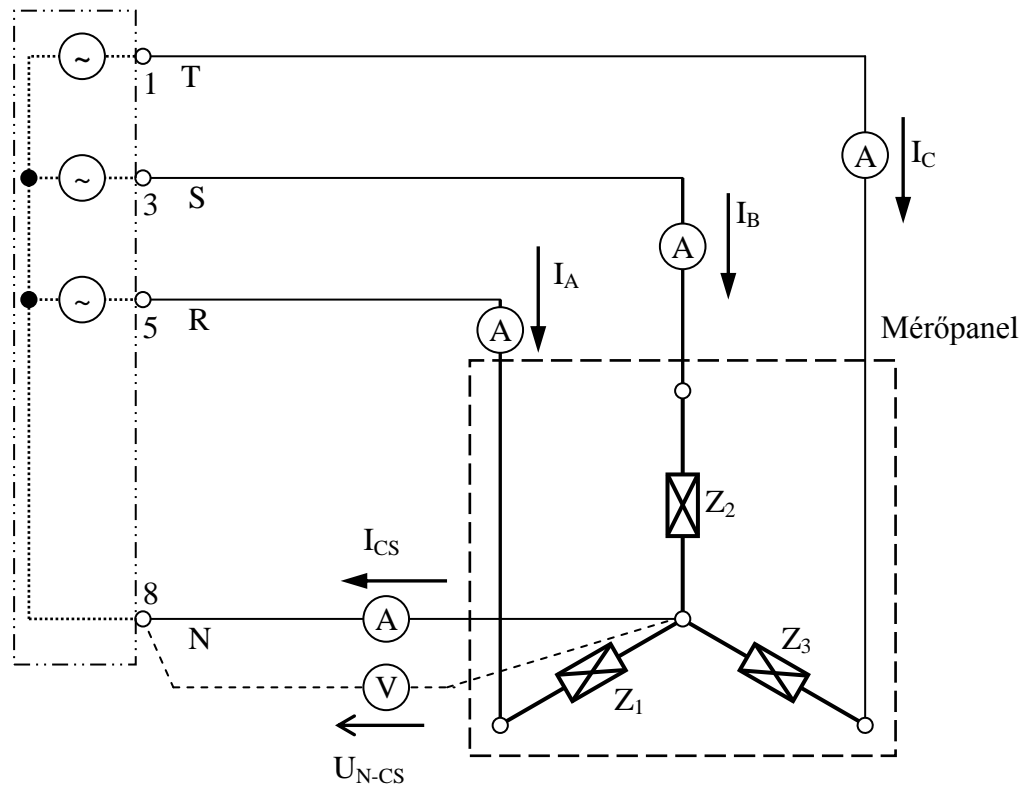 ~
1 T
A
I_C
~
3 S
A
I_B
~
5 R
A
I_A
Mérőpanel
Z_2
I_CS
8
N
A
Z_3
V
Z_1
U_N-CS